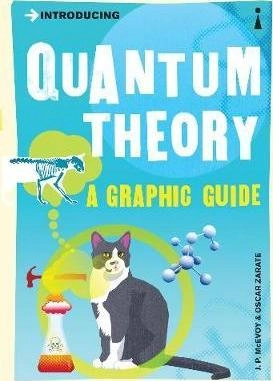 INTRODUCING
QUANTUM
THEORY
A GRAPHIC GUIDE
J. P. McEVOY & OSCAR ZARATE